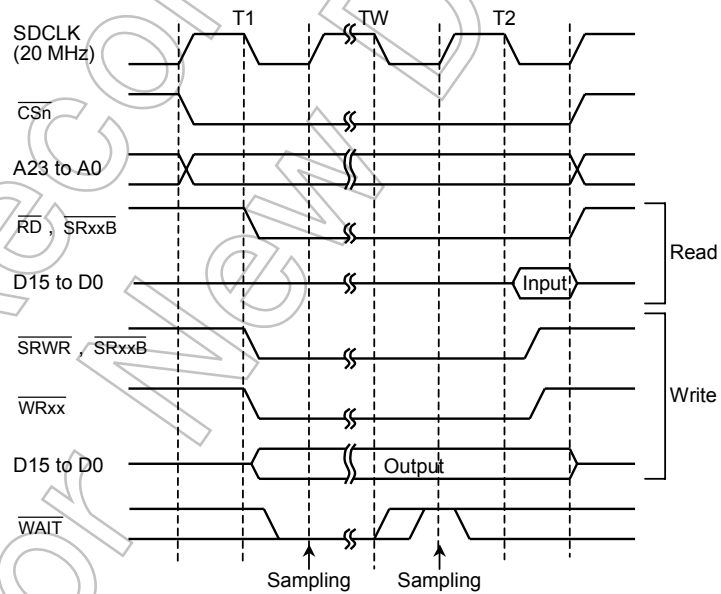 T1 TW T2
SDCLK
(20 MHz)
CSn
A23 to A0
RD , SRxxB
Read
D15 to D0 Input
SRWR , SRxxB
Write
WRxx
D15 to D0 Output
WAIT
Sampling Sampling